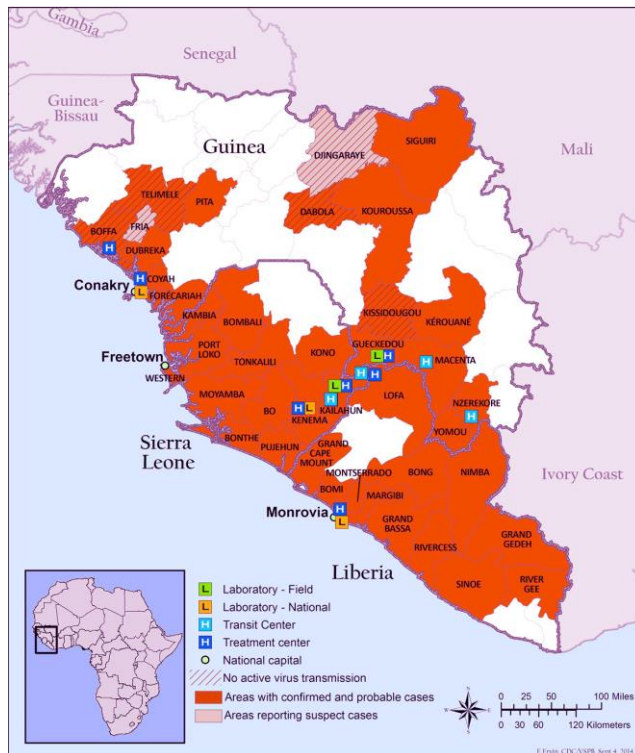 Gambia
Senegal
Guinea-
Bissau
Guinea
Mali
DJINGARAYE
SIGUIRI
TELIMELE
PITA
DABOLA
KOUROUSSA
BOFFA
FRIA
DUBREKA
H
H
COYAH
Conakry
L
FORECARIAH
KAMBIA
BOMBALI
KISSIDOUGOU
KÉROUANÉ
GUECKEDOU
KONO
L H
H
MACENTA
PORT
LOKO
Freetown
TONKALILI
H H
WESTERN
L H
NZEREKORE
MOYAMBA
LOFA
H
H
BO
H L
KAILAHUN
KENEMA
YOMOU
BONTHE
PUJEHUN
GRAND
CAPE
MOUNT
Sierra
Leone
MONTSERRADO
BONG
NIMBA
Ivory Coast
BOMI
MARGIBI
Monrovia
H
L
GRAND
BASSA
GRAND
GEDEH
RIVERCESS
Liberia
SINOE
RIVER
GEE
L Laboratory - Field
L Laboratory - National
H Transit Center
H Treatment center
National capital
No active virus transmission
Areas with confirmed and probable cases
Areas reporting suspect cases
0 25 50 100 Miles
0 30 60 120 Kilometers